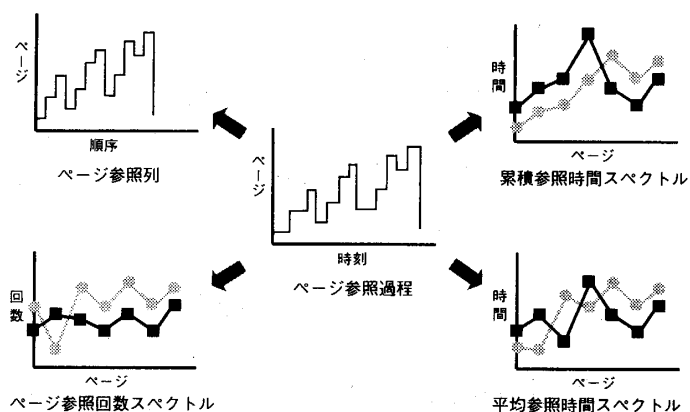 ページ
順序
ページ参照列
時間
ページ
累積参照時間スペクトル
ページ
時刻
ページ参照過程
回数
ページ
ページ参照回数スペクトル
時間
ページ
平均参照時間スペクトル